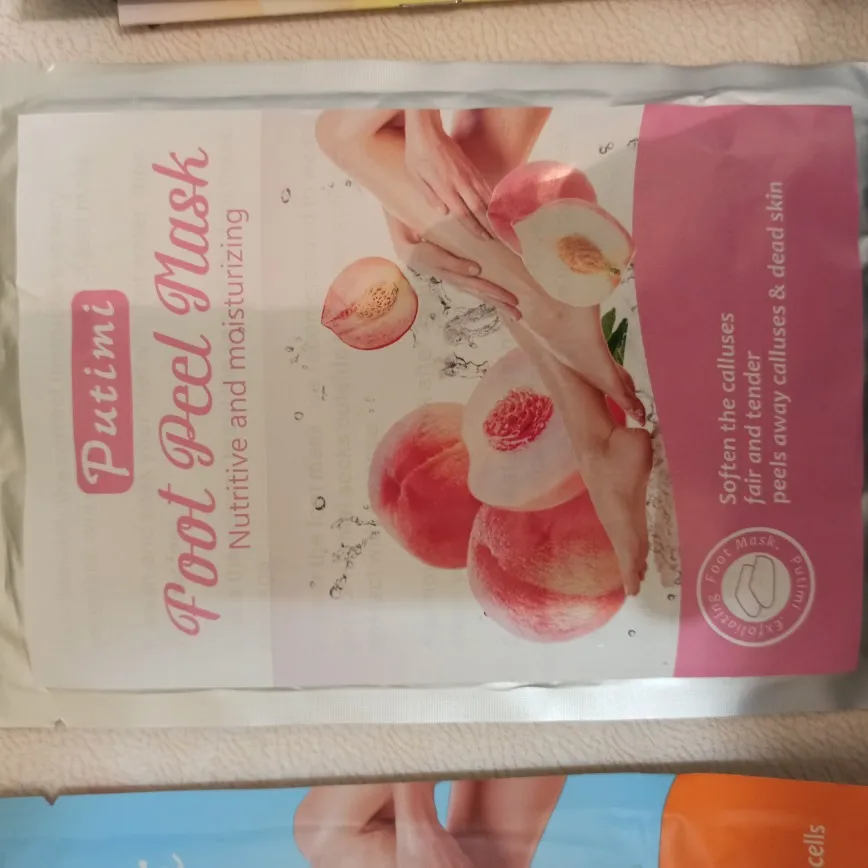 Putimi
Foot Peel Mask
Nutritive and moisturizing
Soften the calluses
fair and tender
peels away calluses & dead skin
Exfoliating Foot Mask. Putimi
cells